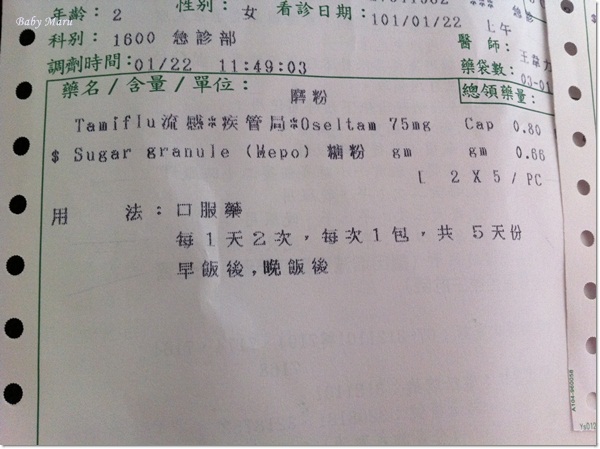 Baby Maru
年齡：2 性別：女 看診日期：101/01/22 上午
科別：1600 急診部 醫師：王
調劑時間：01/22 11:49:03 藥袋數：03-01
藥名/含量/單位： 磨粉 總領藥量：
Tamiflu流感*疾管局*Oseltam 75mg Cap 0.80
$ Sugar granule (Mepo) 糖粉 gm gm 0.66
[ 2 X 5 / PC
用 法：口服藥
每1天2次，每次1包，共 5天份
早飯後,晚飯後